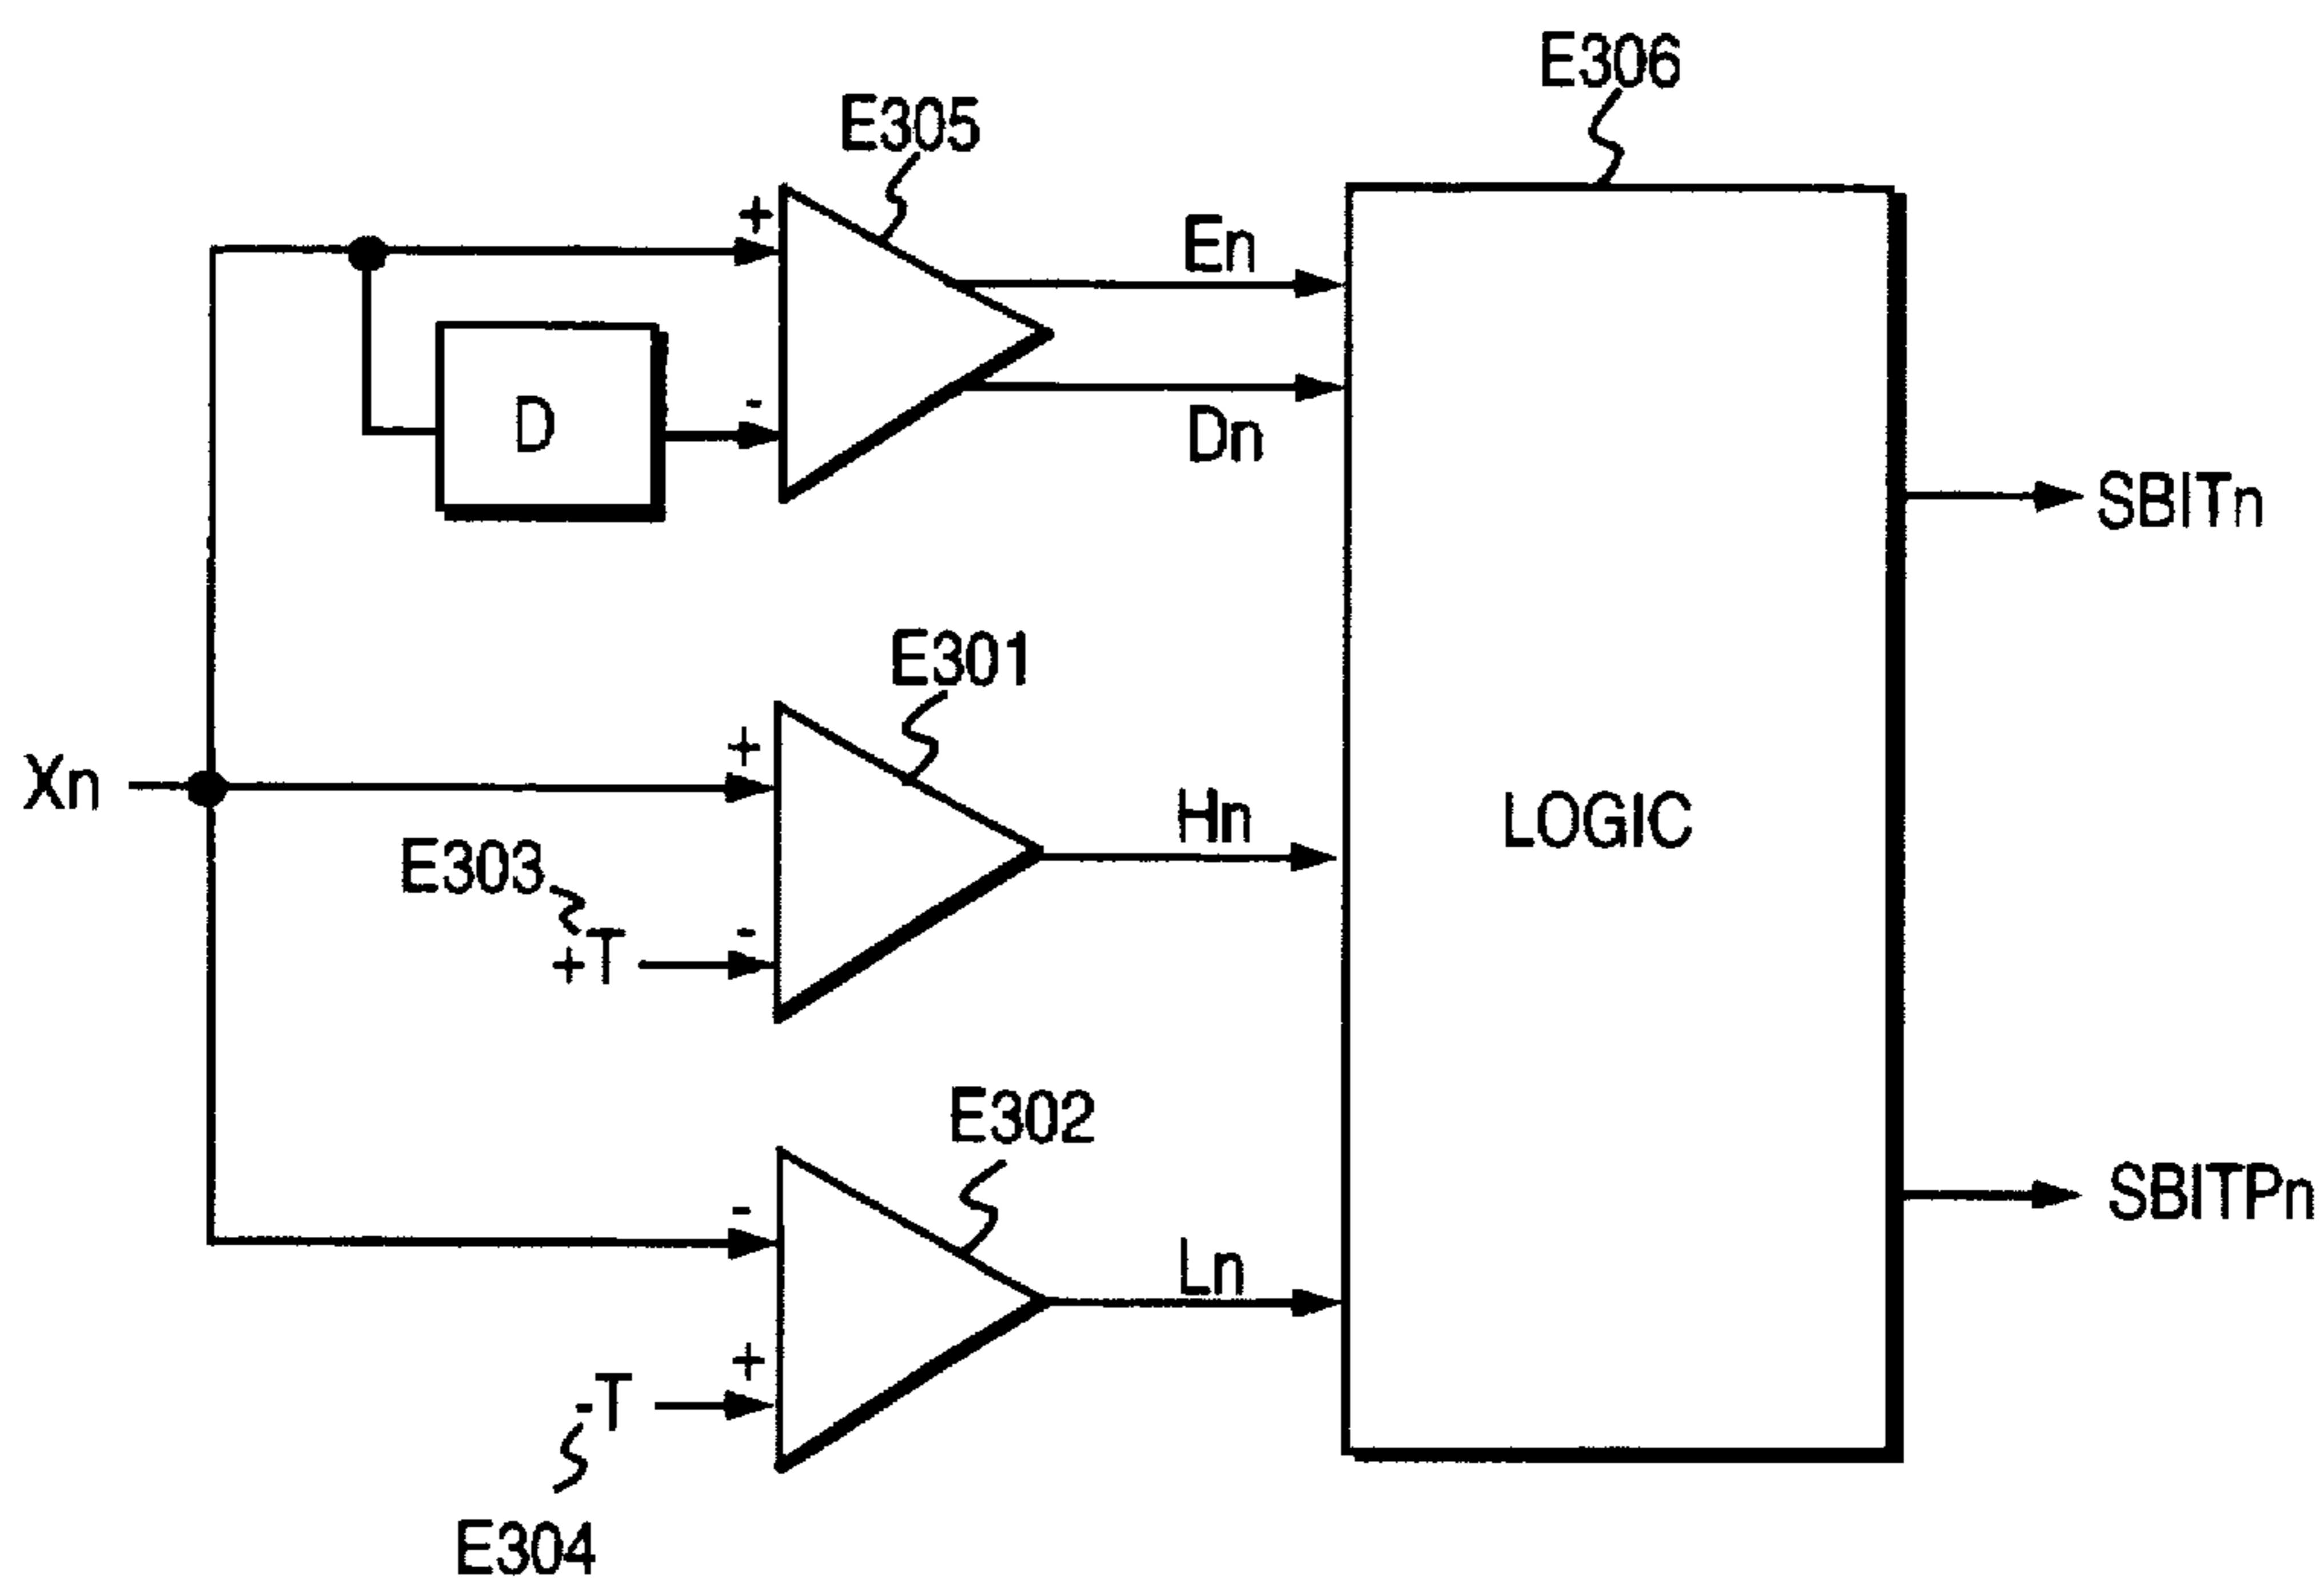 E306
E305
+
En
D
-
Dn
SBITn
E301
+
Xn
Hn
LOGIC
E303
-
+T
E302
-
SBITPn
Ln
+
-T
E304